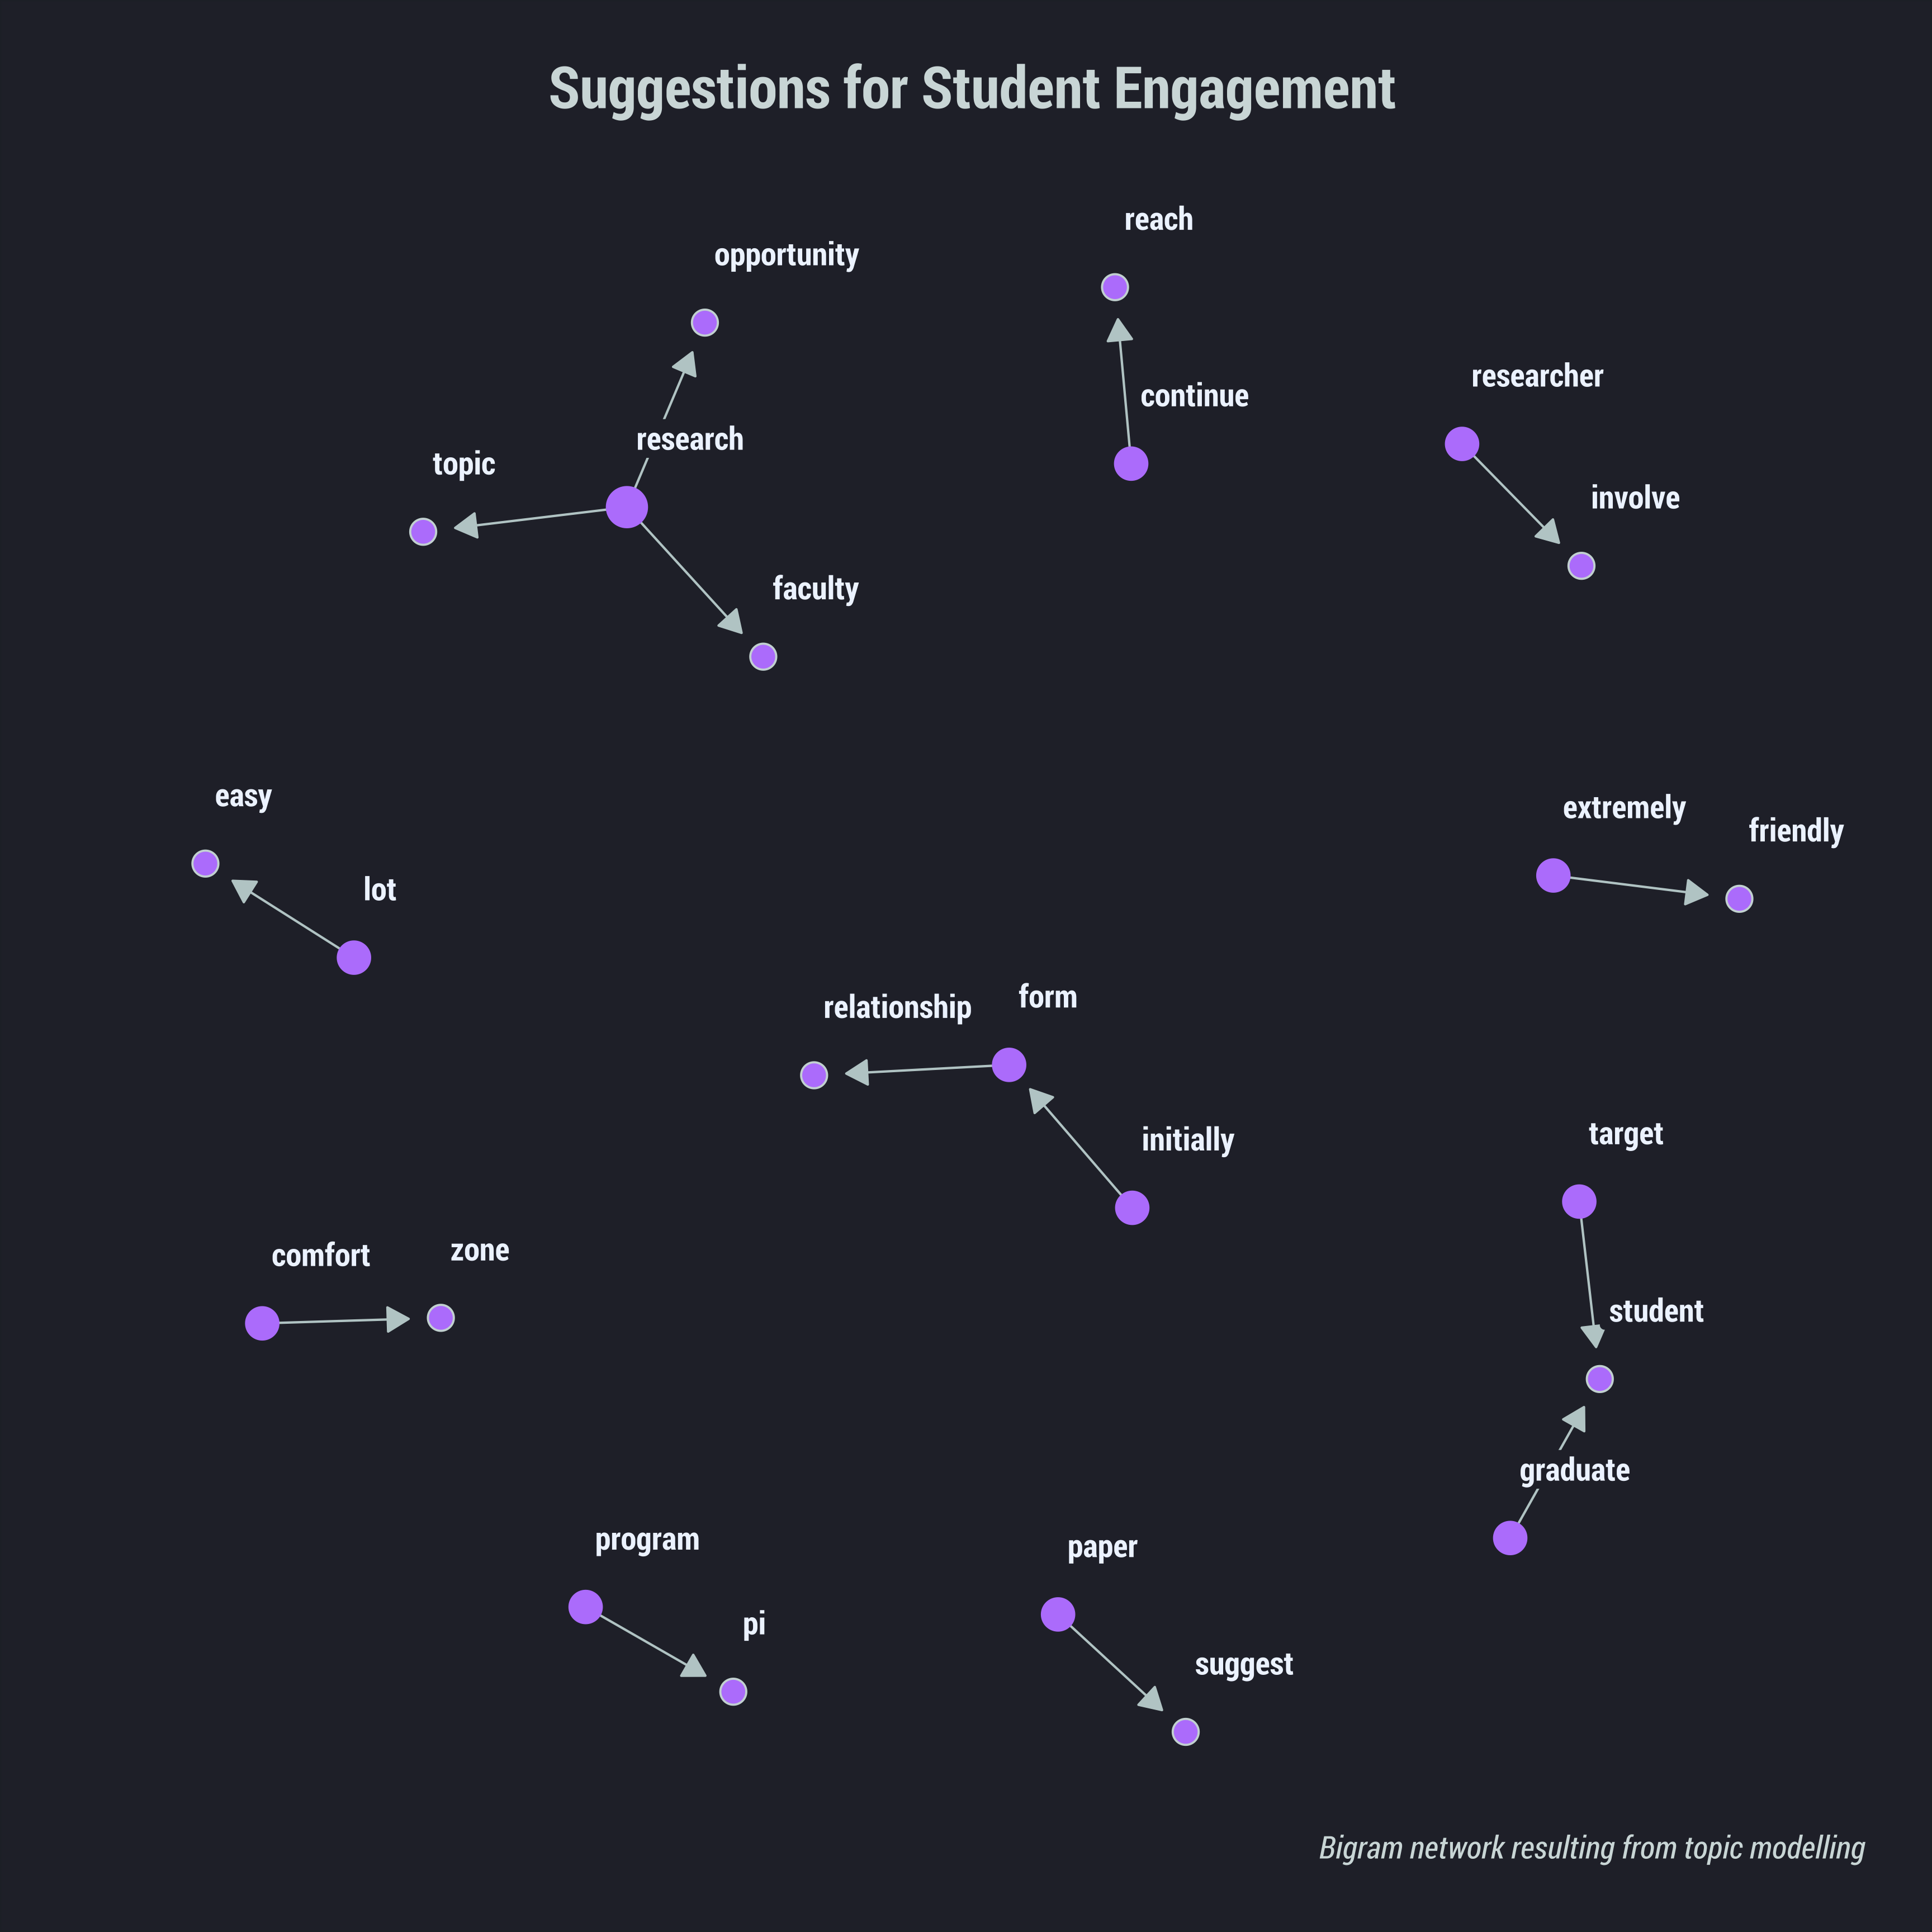 Suggestions for Student Engagement
reach
opportunity
researcher
continue
research
topic
involve
faculty
easy
extremely
friendly
lot
form
relationship
target
initially
zone
comfort
student
graduate
program
paper
pi
suggest
Bigram network resulting from topic modelling